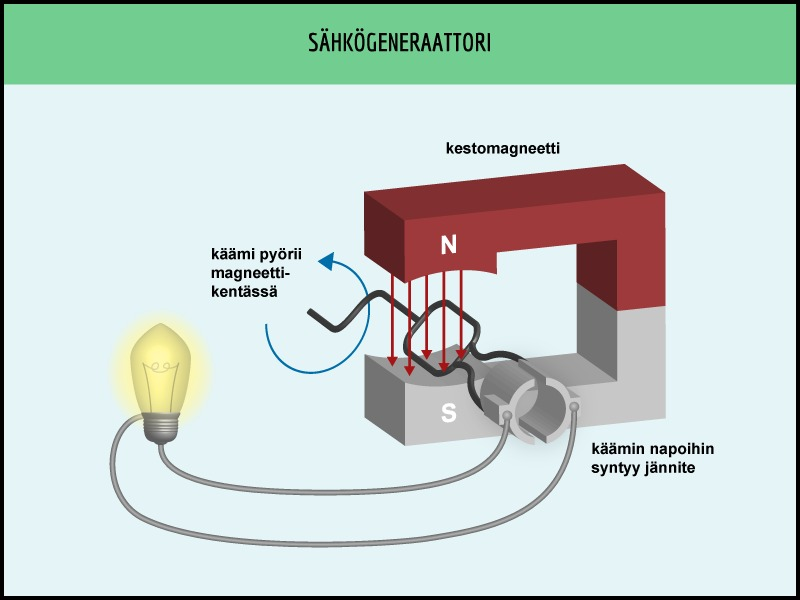 SÄHKÖGENERAATTORI
kestomagneetti
N
käämi pyörii
magneetti-
kentässä
S
käämin napoihin
syntyy jännite